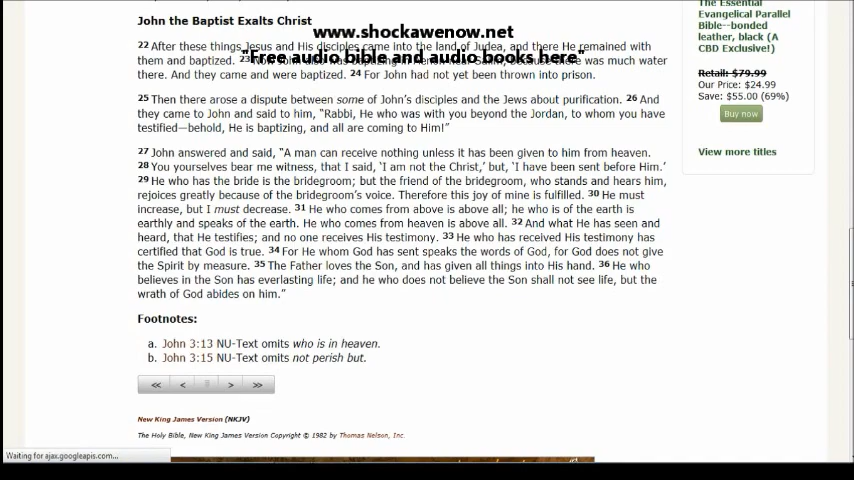 John the Baptist Exalts Christ
www.shockawenow.net
22 After these things Jesus and His disciples came into the land of Judea, and there He remained with
"Free audio bible and audio books here"
them and baptized. 23 Now John also was baptizing in Aenon near Salim, because there was much water
there. And they came and were baptized. 24 For John had not yet been thrown into prison.
25 Then there arose a dispute between some of John's disciples and the Jews about purification. 26 And
they came to John and said to him, "Rabbi, He who was with you beyond the Jordan, to whom you have
testified—behold, He is baptizing, and all are coming to Him!"
27 John answered and said, "A man can receive nothing unless it has been given to him from heaven.
28 You yourselves bear me witness, that I said, 'I am not the Christ,' but, 'I have been sent before Him.'
29 He who has the bride is the bridegroom; but the friend of the bridegroom, who stands and hears him,
rejoices greatly because of the bridegroom's voice. Therefore this joy of mine is fulfilled. 30 He must
increase, but I must decrease. 31 He who comes from above is above all; he who is of the earth is
earthly and speaks of the earth. He who comes from heaven is above all. 32 And what He has seen and
heard, that He testifies; and no one receives His testimony. 33 He who has received His testimony has
certified that God is true. 34 For He whom God has sent speaks the words of God, for God does not give
the Spirit by measure. 35 The Father loves the Son, and has given all things into His hand. 36 He who
believes in the Son has everlasting life; and he who does not believe the Son shall not see life, but the
wrath of God abides on him."
Footnotes:
a. John 3:13 NU-Text omits who is in heaven.
b. John 3:15 NU-Text omits not perish but.
<< < > >>
New King James Version (NKJV)
The Holy Bible, New King James Version Copyright © 1982 by Thomas Nelson, Inc.
The Essential
Evangelical Parallel
Bible--bonded
leather, black (A
CBD Exclusive!)
Retail: $79.99
Our Price: $24.99
Save: $55.00 (69%)
Buy now
View more titles
Waiting for ajax.googleapis.com...